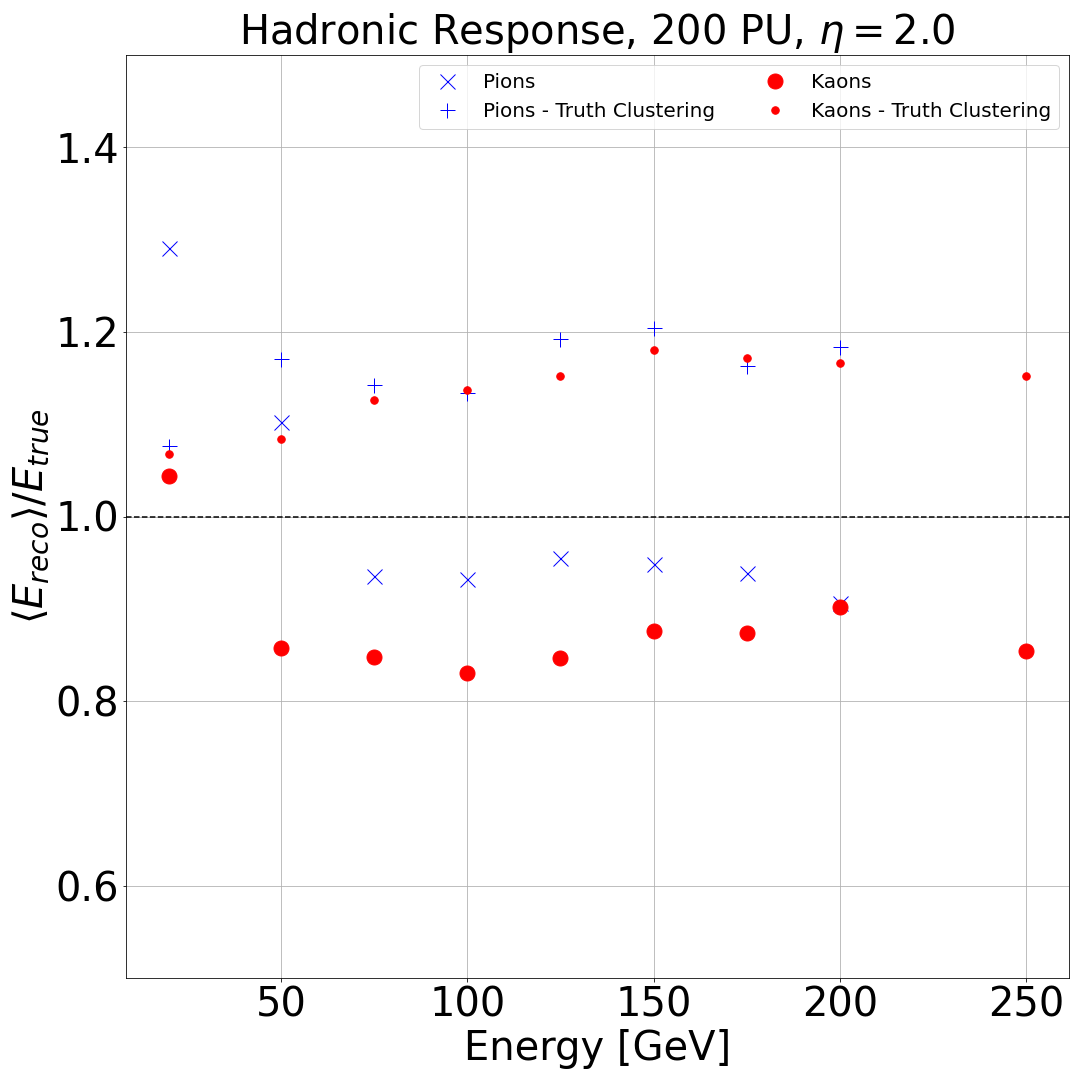 Hadronic Response, 200 PU, η = 2.0
Pions
Pions - Truth Clustering
Kaons
Kaons - Truth Clustering
⟨E_reco⟩/E_true
1.4
1.2
1.0
0.8
0.6
50 100 150 200 250
Energy [GeV]